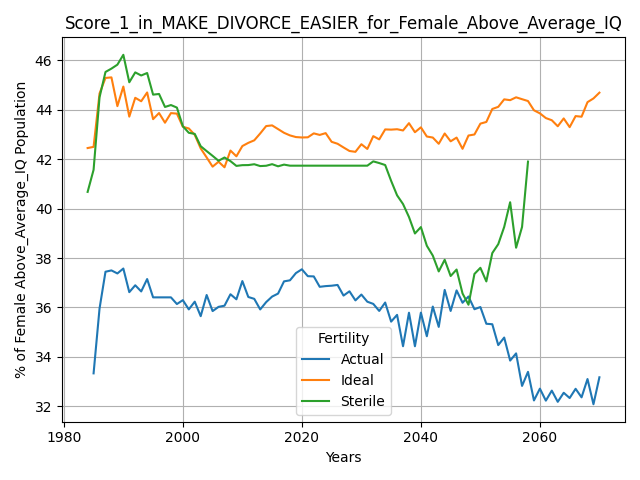 Score_1_in_MAKE_DIVORCE_EASIER_for_Female_Above_Average_IQ
% of Female Above_Average_IQ Population
46
44
42
40
38
36
34
32
Fertility
Actual
Ideal
Sterile
1980 2000 2020 2040 2060
Years